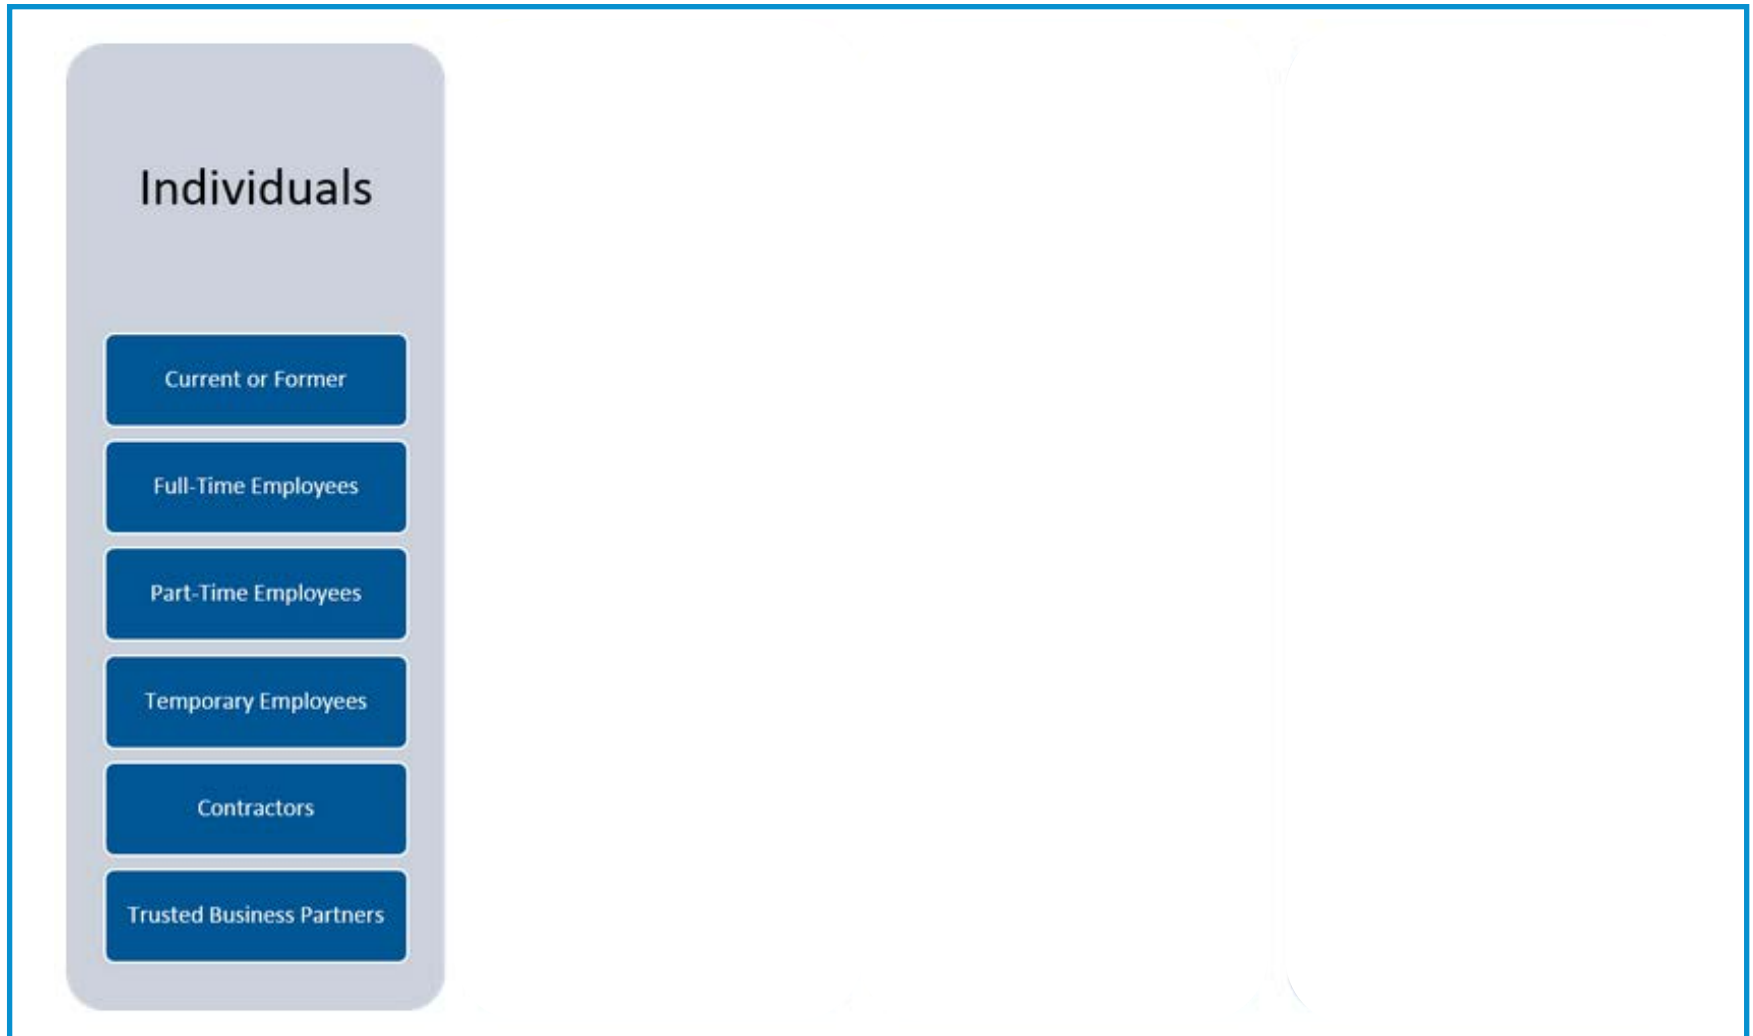 Individuals
Current or Former
Full-Time Employees
Part-Time Employees
Temporary Employees
Contractors
Trusted Business Partners